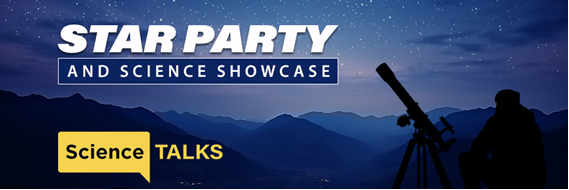 STAR PARTY
AND SCIENCE SHOWCASE
Science TALKS